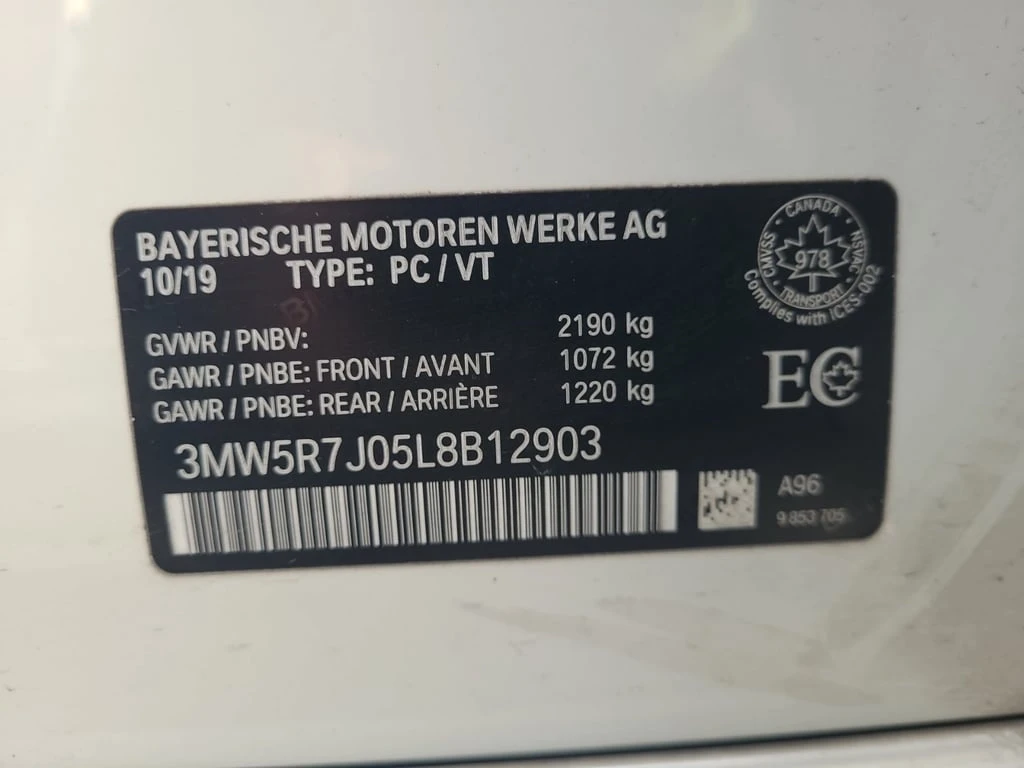 BAYERISCHE MOTOREN WERKE AG
10/19 TYPE: PC / VT
GVWR / PNBV: 2190 kg
GAWR / PNBE: FRONT / AVANT 1072 kg
GAWR / PNBE: REAR / ARRIÈRE 1220 kg
3MW5R7J05L8B12903
CANADA
CMVSS
978
NSVAC
TRANSPORT
Complies with ICES-002
EC
A96
9 853 705